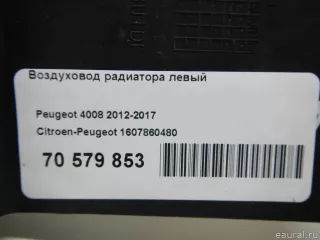 Воздуховод радиатора левый
Peugeot 4008 2012-2017
Citroen-Peugeot 1607860480
70 579 853
eaural.ru